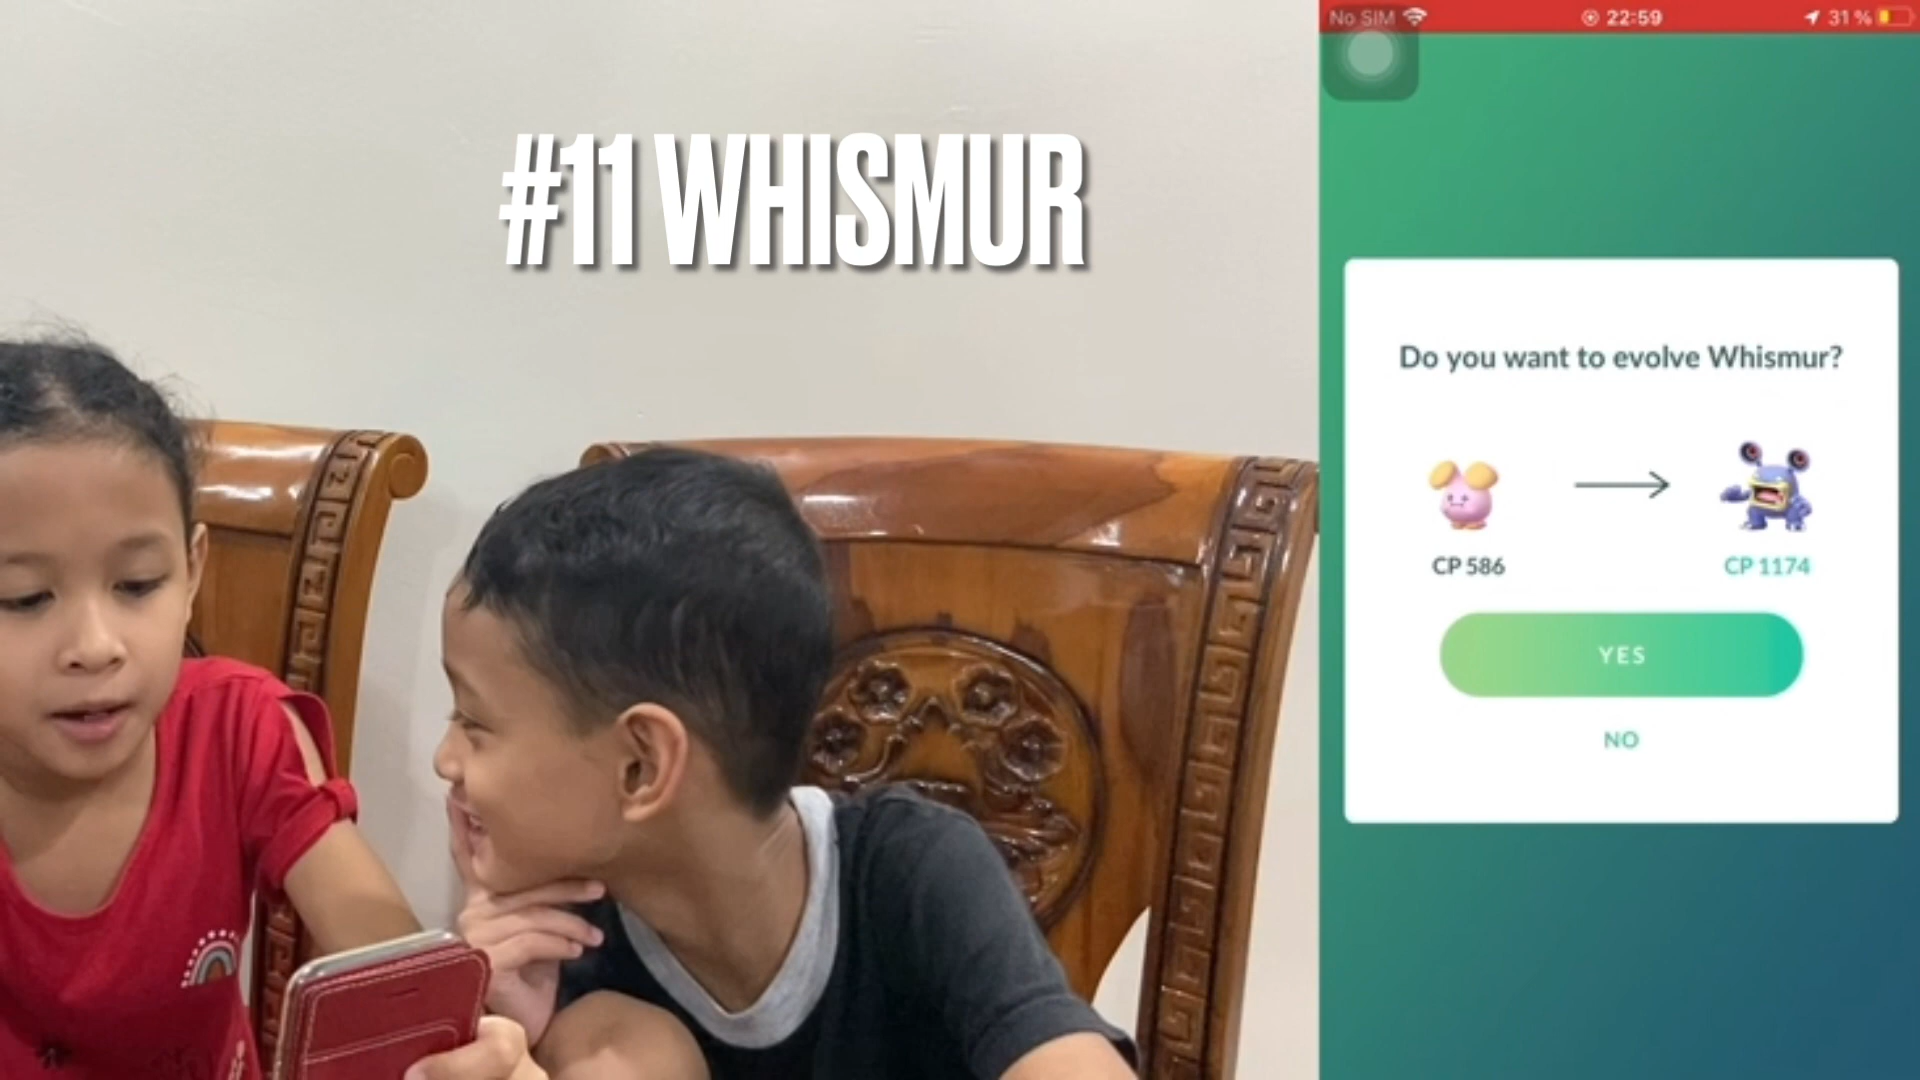 #11 WHISMUR
No SIM 22:59 31%
Do you want to evolve Whismur?
CP 586 CP 1174
YES
NO